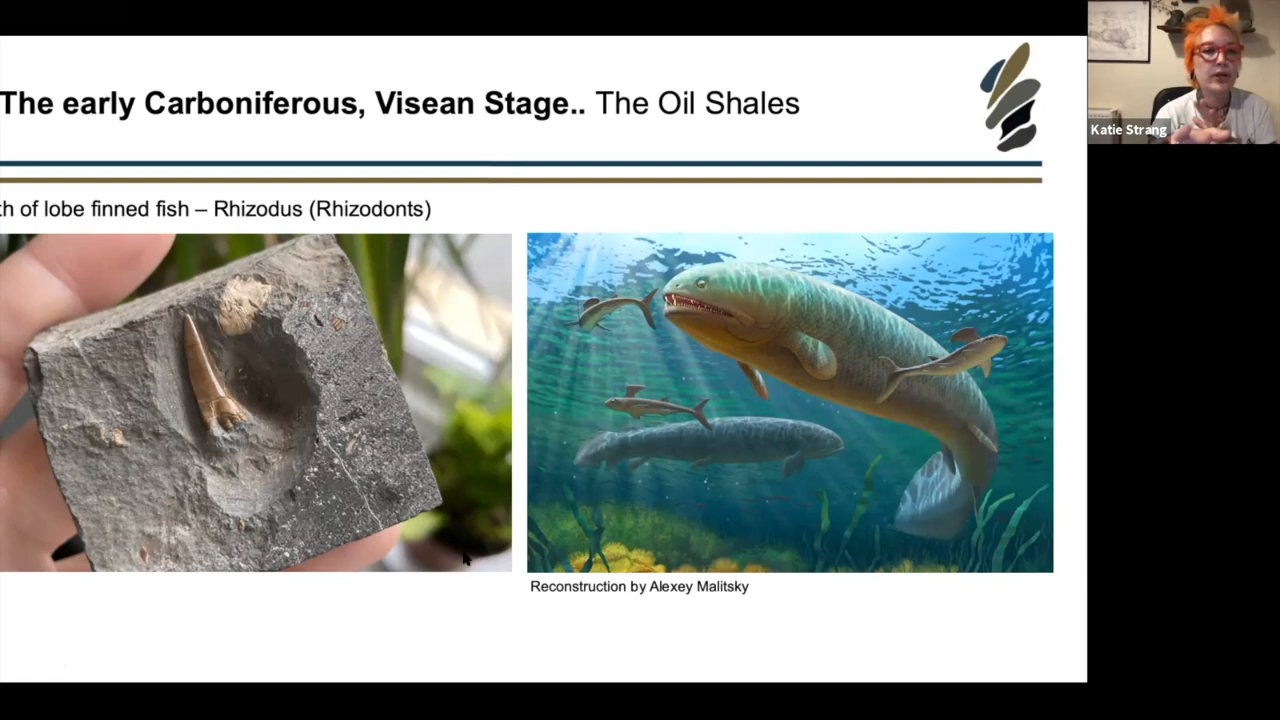 The early Carboniferous, Visean Stage.. The Oil Shales
Katie Strang
th of lobe finned fish – Rhizodus (Rhizodonts)
Reconstruction by Alexey Malitsky